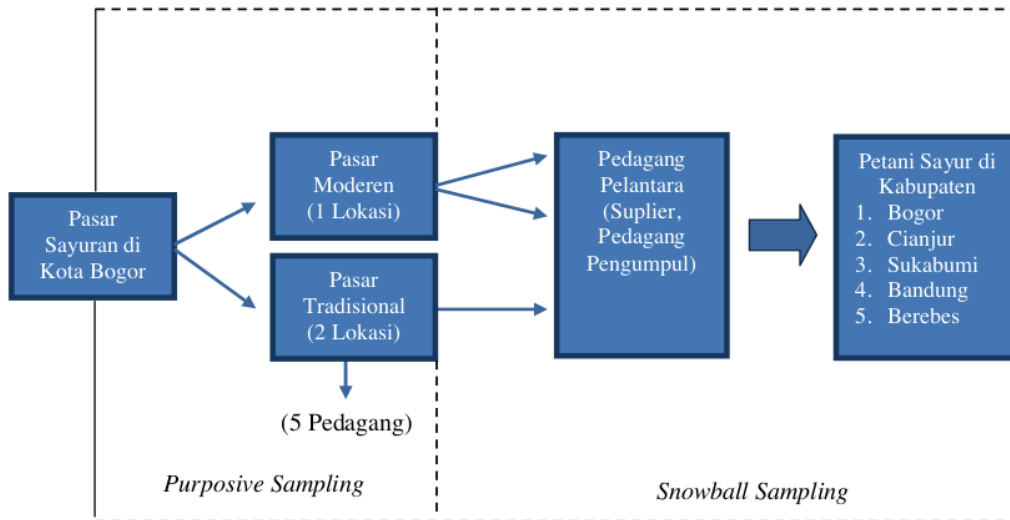 Pasar
Sayuran di
Kota Bogor
Pasar
Moderen
(1 Lokasi)
Pasar
Tradisional
(2 Lokasi)
(5 Pedagang)
Purposive Sampling
Pedagang
Pelantara
(Suplier,
Pedagang
Pengumpul)
Petani Sayur di
Kabupaten
1. Bogor
2. Cianjur
3. Sukabumi
4. Bandung
5. Berebes
Snowball Sampling